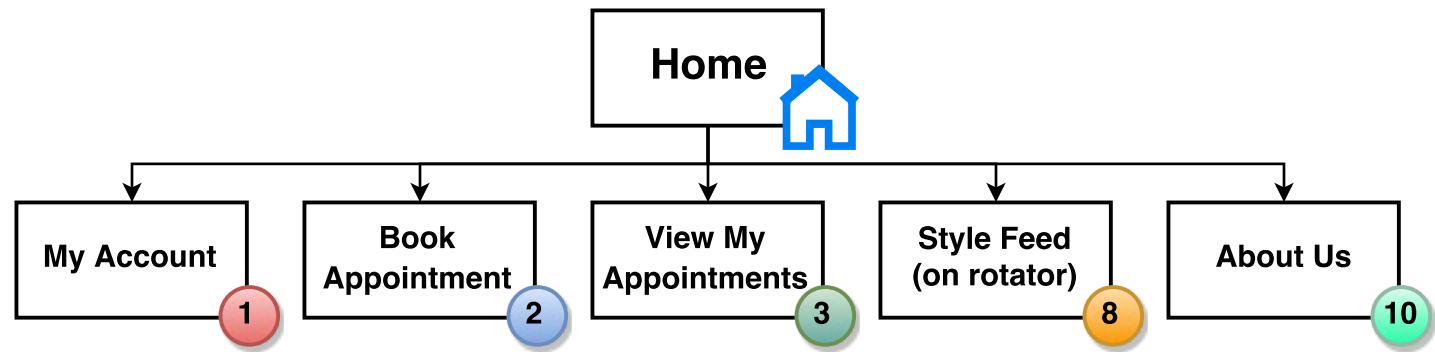 Home
My Account
1
Book
Appointment
2
View My
Appointments
3
Style Feed
(on rotator)
8
About Us
10